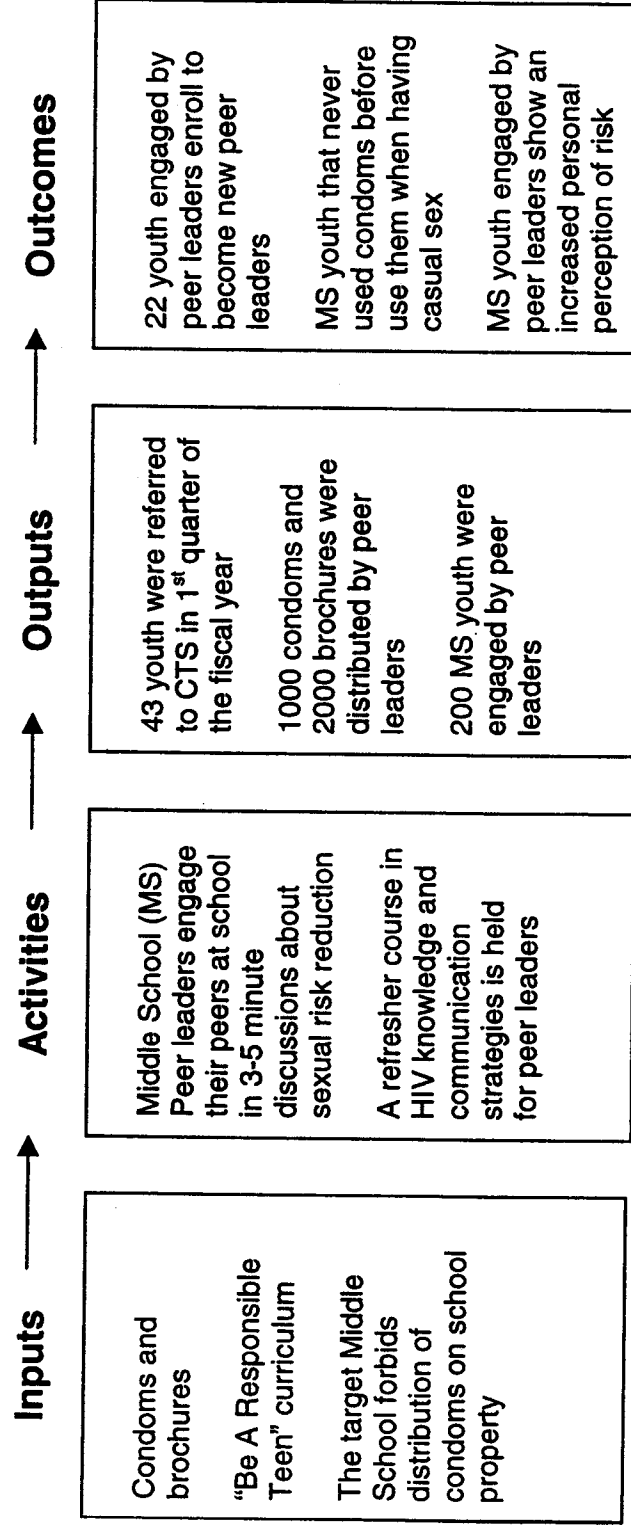 Inputs
Condoms and
brochures
"Be A Responsible
Teen" curriculum
The target Middle
School forbids
distribution of
condoms on school
property
Activities
Middle School (MS)
Peer leaders engage
their peers at school
in 3-5 minute
discussions about
sexual risk reduction
A refresher course in
HIV knowledge and
communication
strategies is held
for peer leaders
Outputs
43 youth were referred
to CTS in 1st quarter of
the fiscal year
1000 condoms and
2000 brochures were
distributed by peer
leaders
200 MS youth were
engaged by peer
leaders
Outcomes
22 youth engaged by
peer leaders enroll to
become new peer
leaders
MS youth that never
used condoms before
use them when having
casual sex
MS youth engaged by
peer leaders show an
increased personal
perception of risk